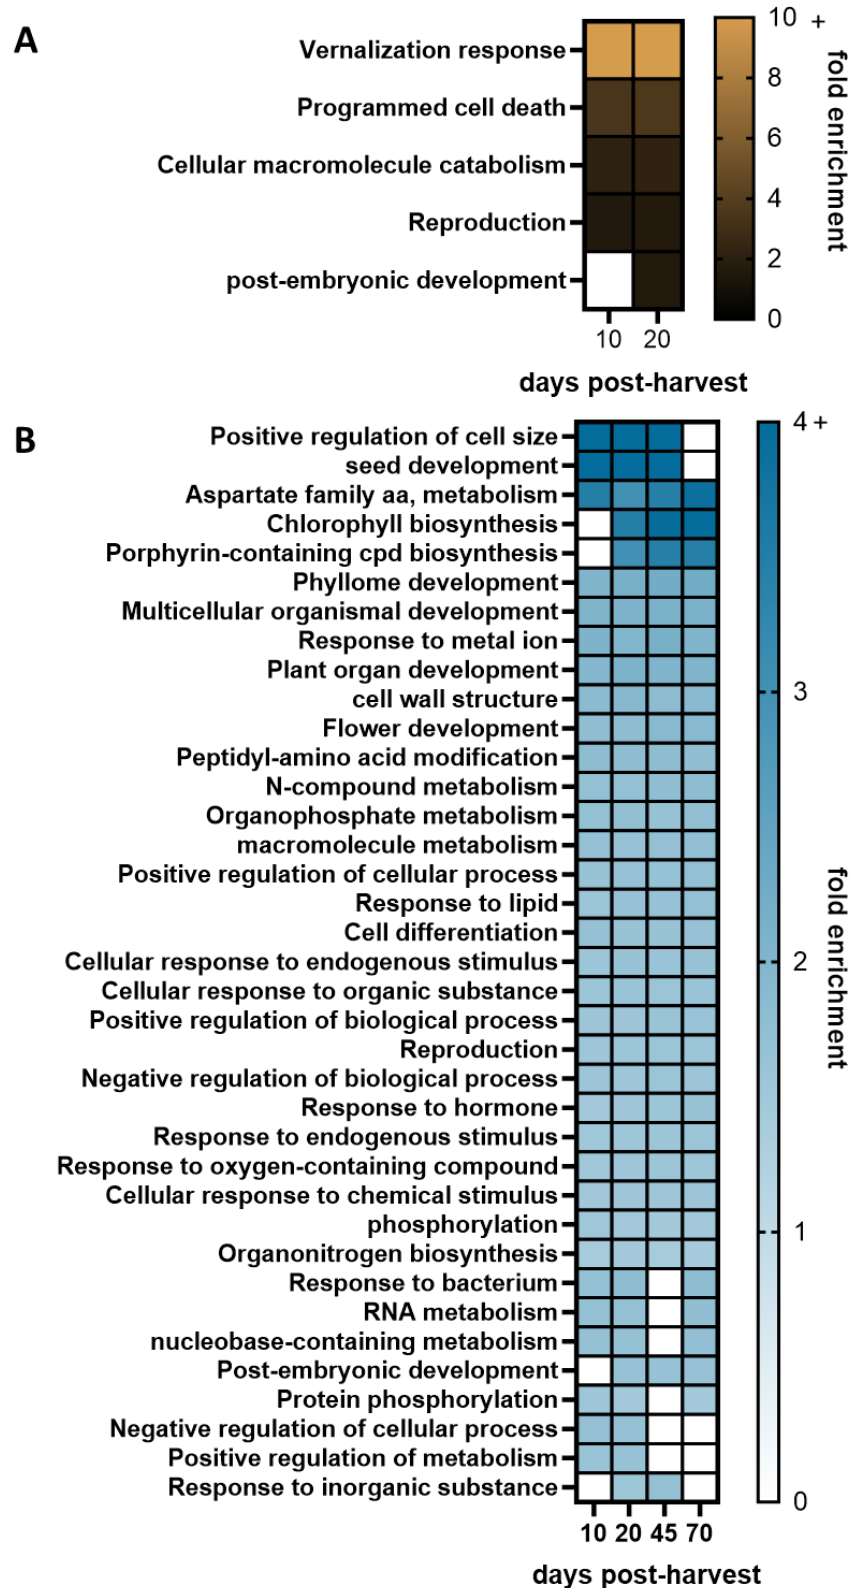 A
Vernalization response
Programmed cell death
Cellular macromolecule catabolism
Reproduction
post-embryonic development
10 20
days post-harvest
10 +
8
6
4
2
0
fold enrichment
B
Positive regulation of cell size
seed development
Aspartate family aa, metabolism
Chlorophyll biosynthesis
Porphyrin-containing cpd biosynthesis
Phyllome development
Multicellular organismal development
Response to metal ion
Plant organ development
cell wall structure
Flower development
Peptidyl-amino acid modification
N-compound metabolism
Organophosphate metabolism
macromolecule metabolism
Positive regulation of cellular process
Response to lipid
Cell differentiation
Cellular response to endogenous stimulus
Cellular response to organic substance
Positive regulation of biological process
Reproduction
Negative regulation of biological process
Response to hormone
Response to endogenous stimulus
Response to oxygen-containing compound
Cellular response to chemical stimulus
phosphorylation
Organonitrogen biosynthesis
Response to bacterium
RNA metabolism
nucleobase-containing metabolism
Post-embryonic development
Protein phosphorylation
Negative regulation of cellular process
Positive regulation of metabolism
Response to inorganic substance
10 20 45 70
days post-harvest
4 +
3
2
1
0
fold enrichment